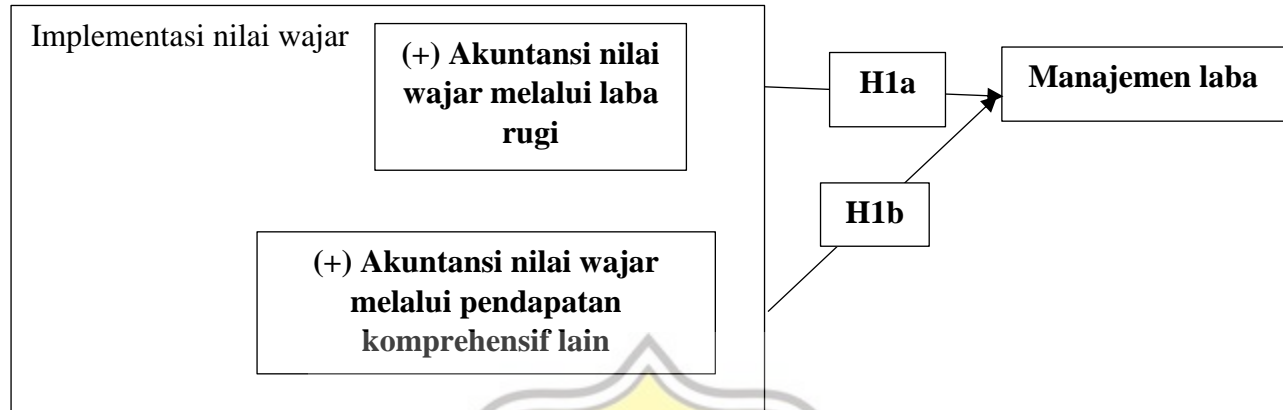 Implementasi nilai wajar
(+) Akuntansi nilai
wajar melalui laba
rugi
H1a
Manajemen laba
H1b
(+) Akuntansi nilai wajar
melalui pendapatan
komprehensif lain